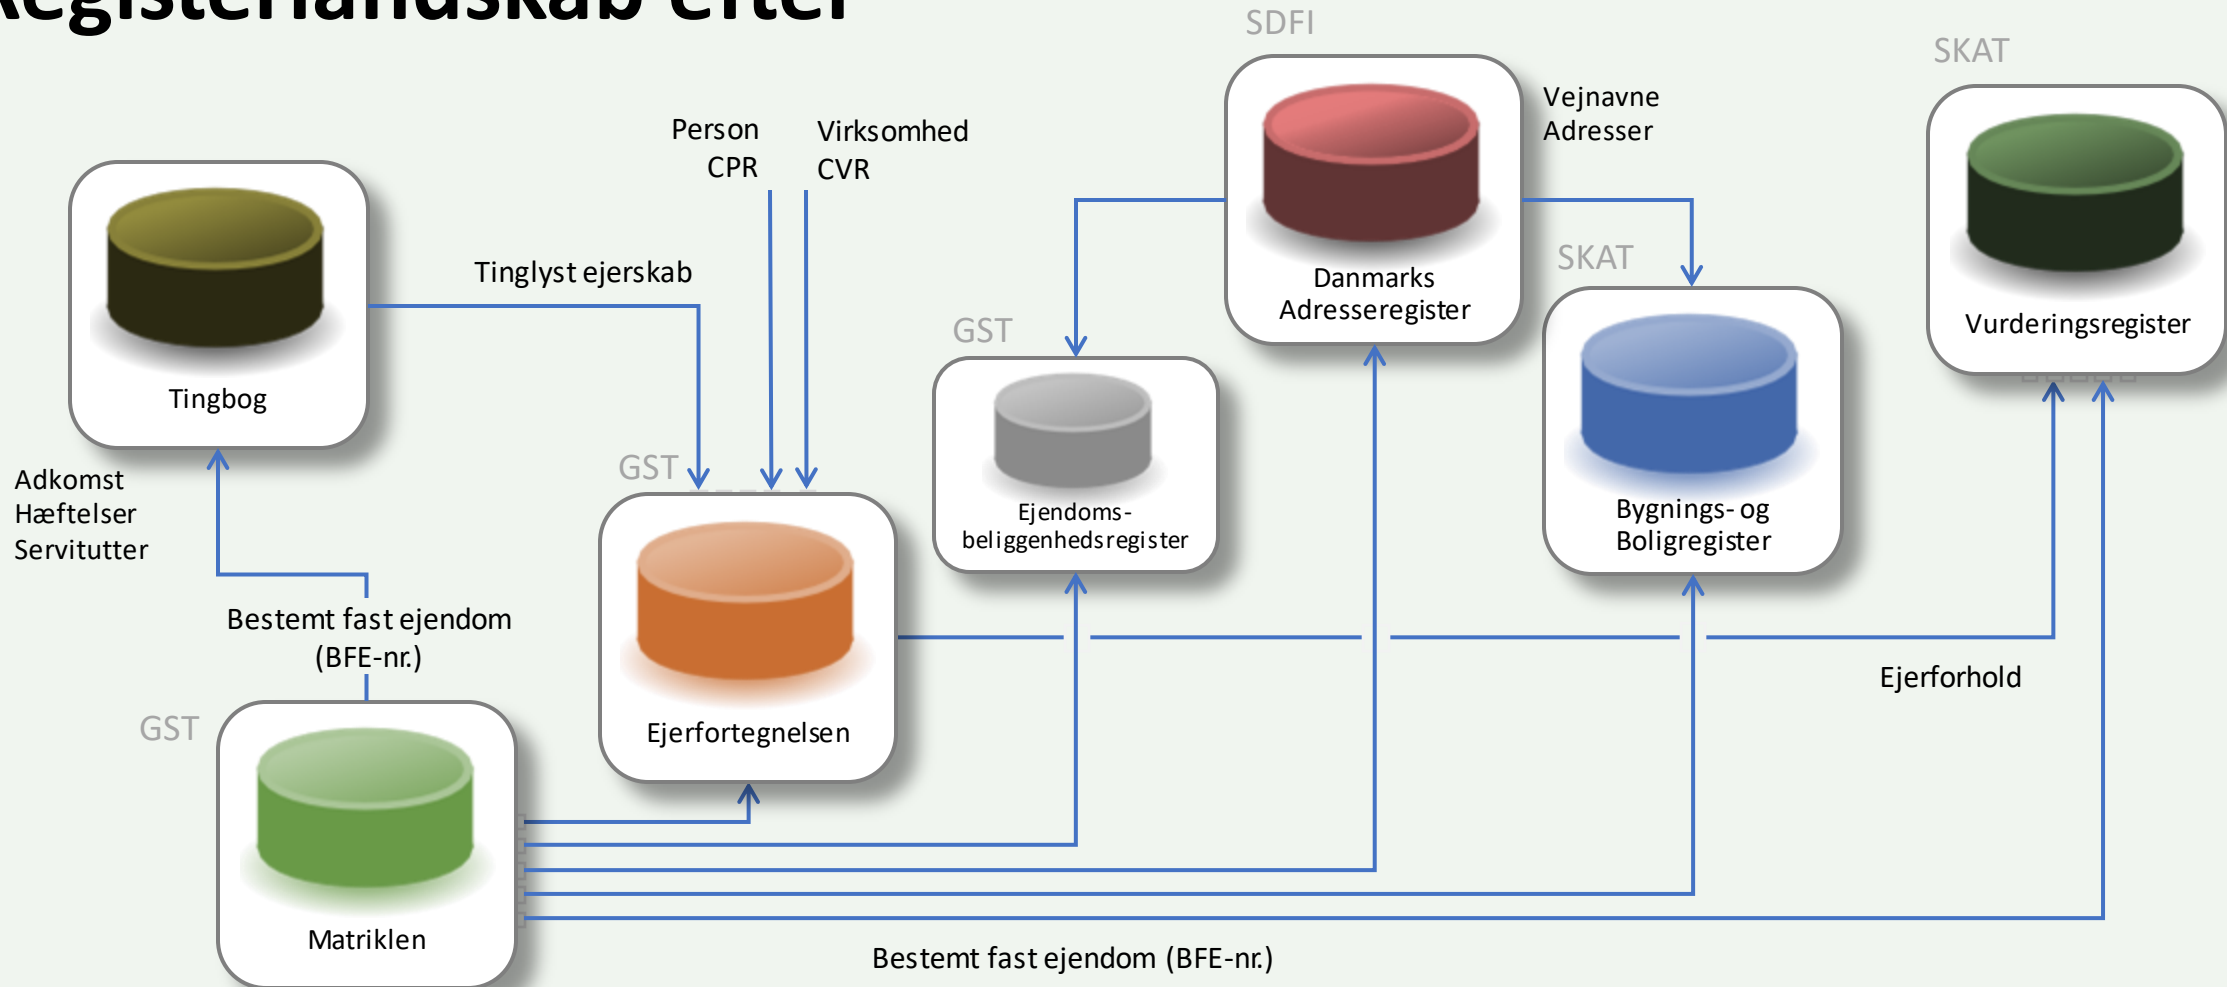 Registerlandskab efter
SDFI
SKAT
Vejnavne
Adresser
Person
CPR
Virksomhed
CVR
Tinglyst ejerskab
SKAT
Danmarks
Adresseregister
GST
Vurderingsregister
Tingbog
GST
Adkomst
Hæftelser
Servitutter
Ejendoms-
beliggenhedsregister
Bygnings- og
Boligregister
Bestemt fast ejendom
(BFE-nr.)
Ejerforhold
GST
Ejerfortegnelsen
Matriklen
Bestemt fast ejendom (BFE-nr.)